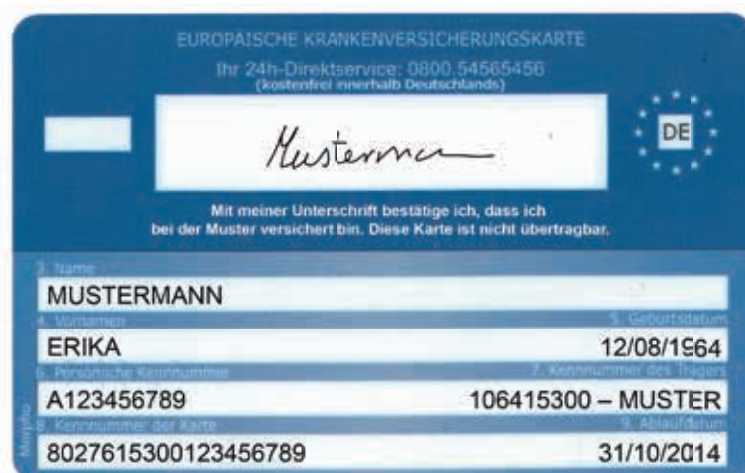 EUROPÄISCHE KRANKENVERSICHERUNGSKARTE
Ihr 24h-Direktservice: 0800.54565456
(kostenfrei innerhalb Deutschlands)
Mustermann
DE
Mit meiner Unterschrift bestätige ich, dass ich
bei der Muster versichert bin. Diese Karte ist nicht übertragbar.
3. Name
MUSTERMANN
4. Vornamen 5. Geburtsdatum
ERIKA 12/08/1964
6. Persönliche Kennnummer 7. Kennnummer des Trägers
A123456789 106415300 – MUSTER
8. Kennnummer der Karte 9. Ablaufdatum
8027615300123456789 31/10/2014
Morpho